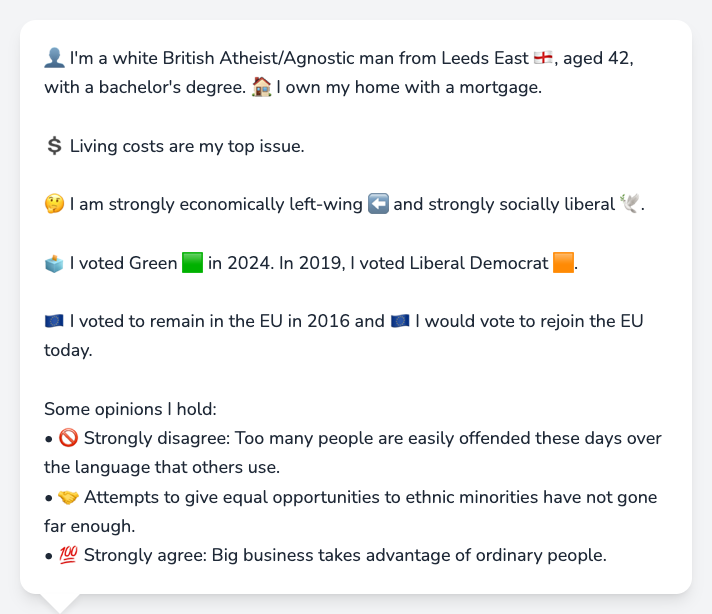 👤 I'm a white British Atheist/Agnostic man from Leeds East 🏴󠁧󠁢󠁥󠁮󠁧󠁿, aged 42,
with a bachelor's degree. 🏠 I own my home with a mortgage.
💲 Living costs are my top issue.
🤔 I am strongly economically left-wing ⬅️ and strongly socially liberal 🕊️.
🗳️ I voted Green 🟩 in 2024. In 2019, I voted Liberal Democrat 🟧.
🇪🇺 I voted to remain in the EU in 2016 and 🇪🇺 I would vote to rejoin the EU
today.
Some opinions I hold:
• 🚫 Strongly disagree: Too many people are easily offended these days over
the language that others use.
• 🤝 Attempts to give equal opportunities to ethnic minorities have not gone
far enough.
• 💯 Strongly agree: Big business takes advantage of ordinary people.